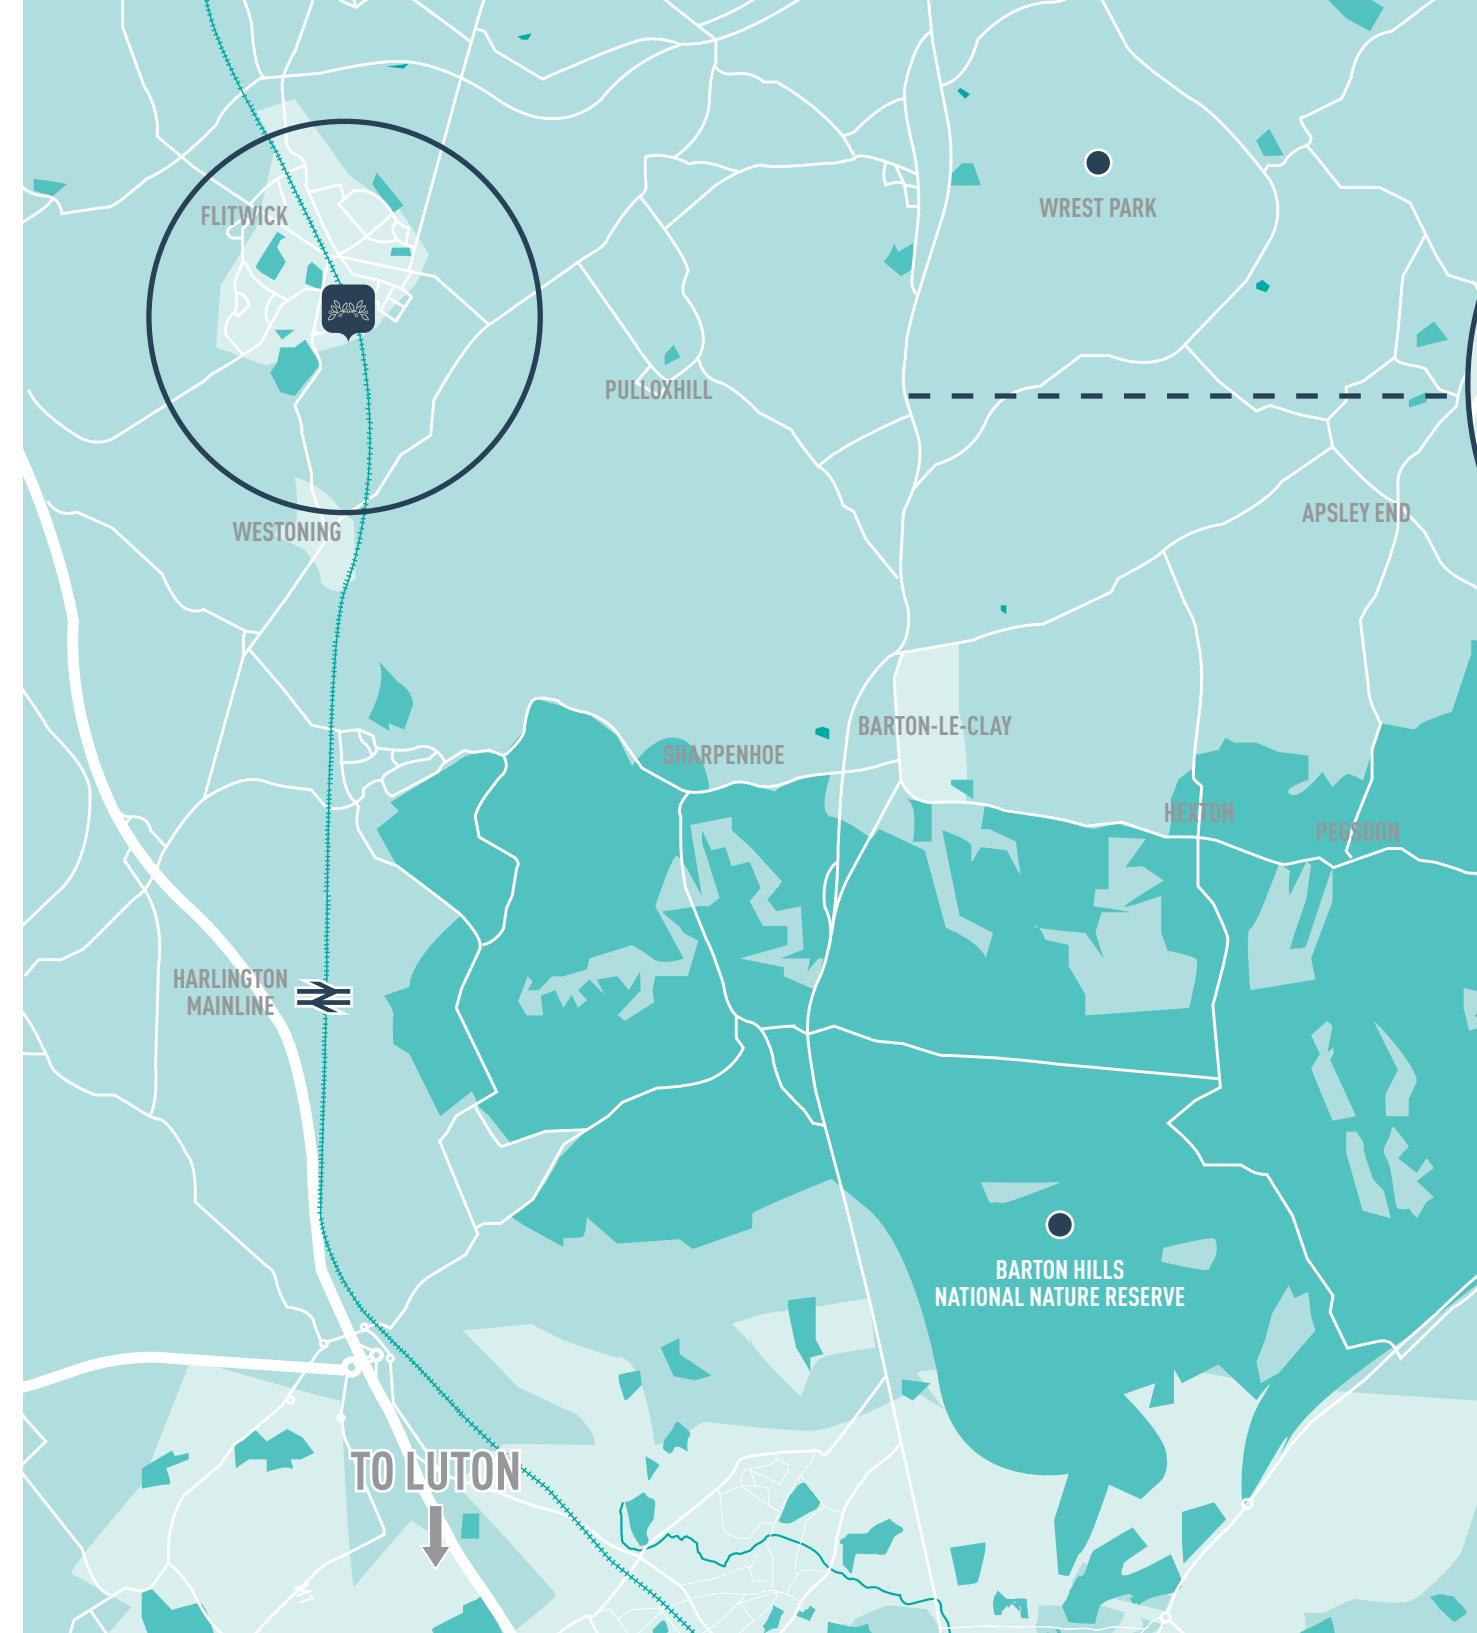 WREST PARK
FLITWICK
PULLOXHILL
APSLEY END
WESTONING
BARTON-LE-CLAY
SHARPENHOE
HEXTON
PEGSDON
HARLINGTON
MAINLINE
BARTON HILLS
NATIONAL NATURE RESERVE
TO LUTON